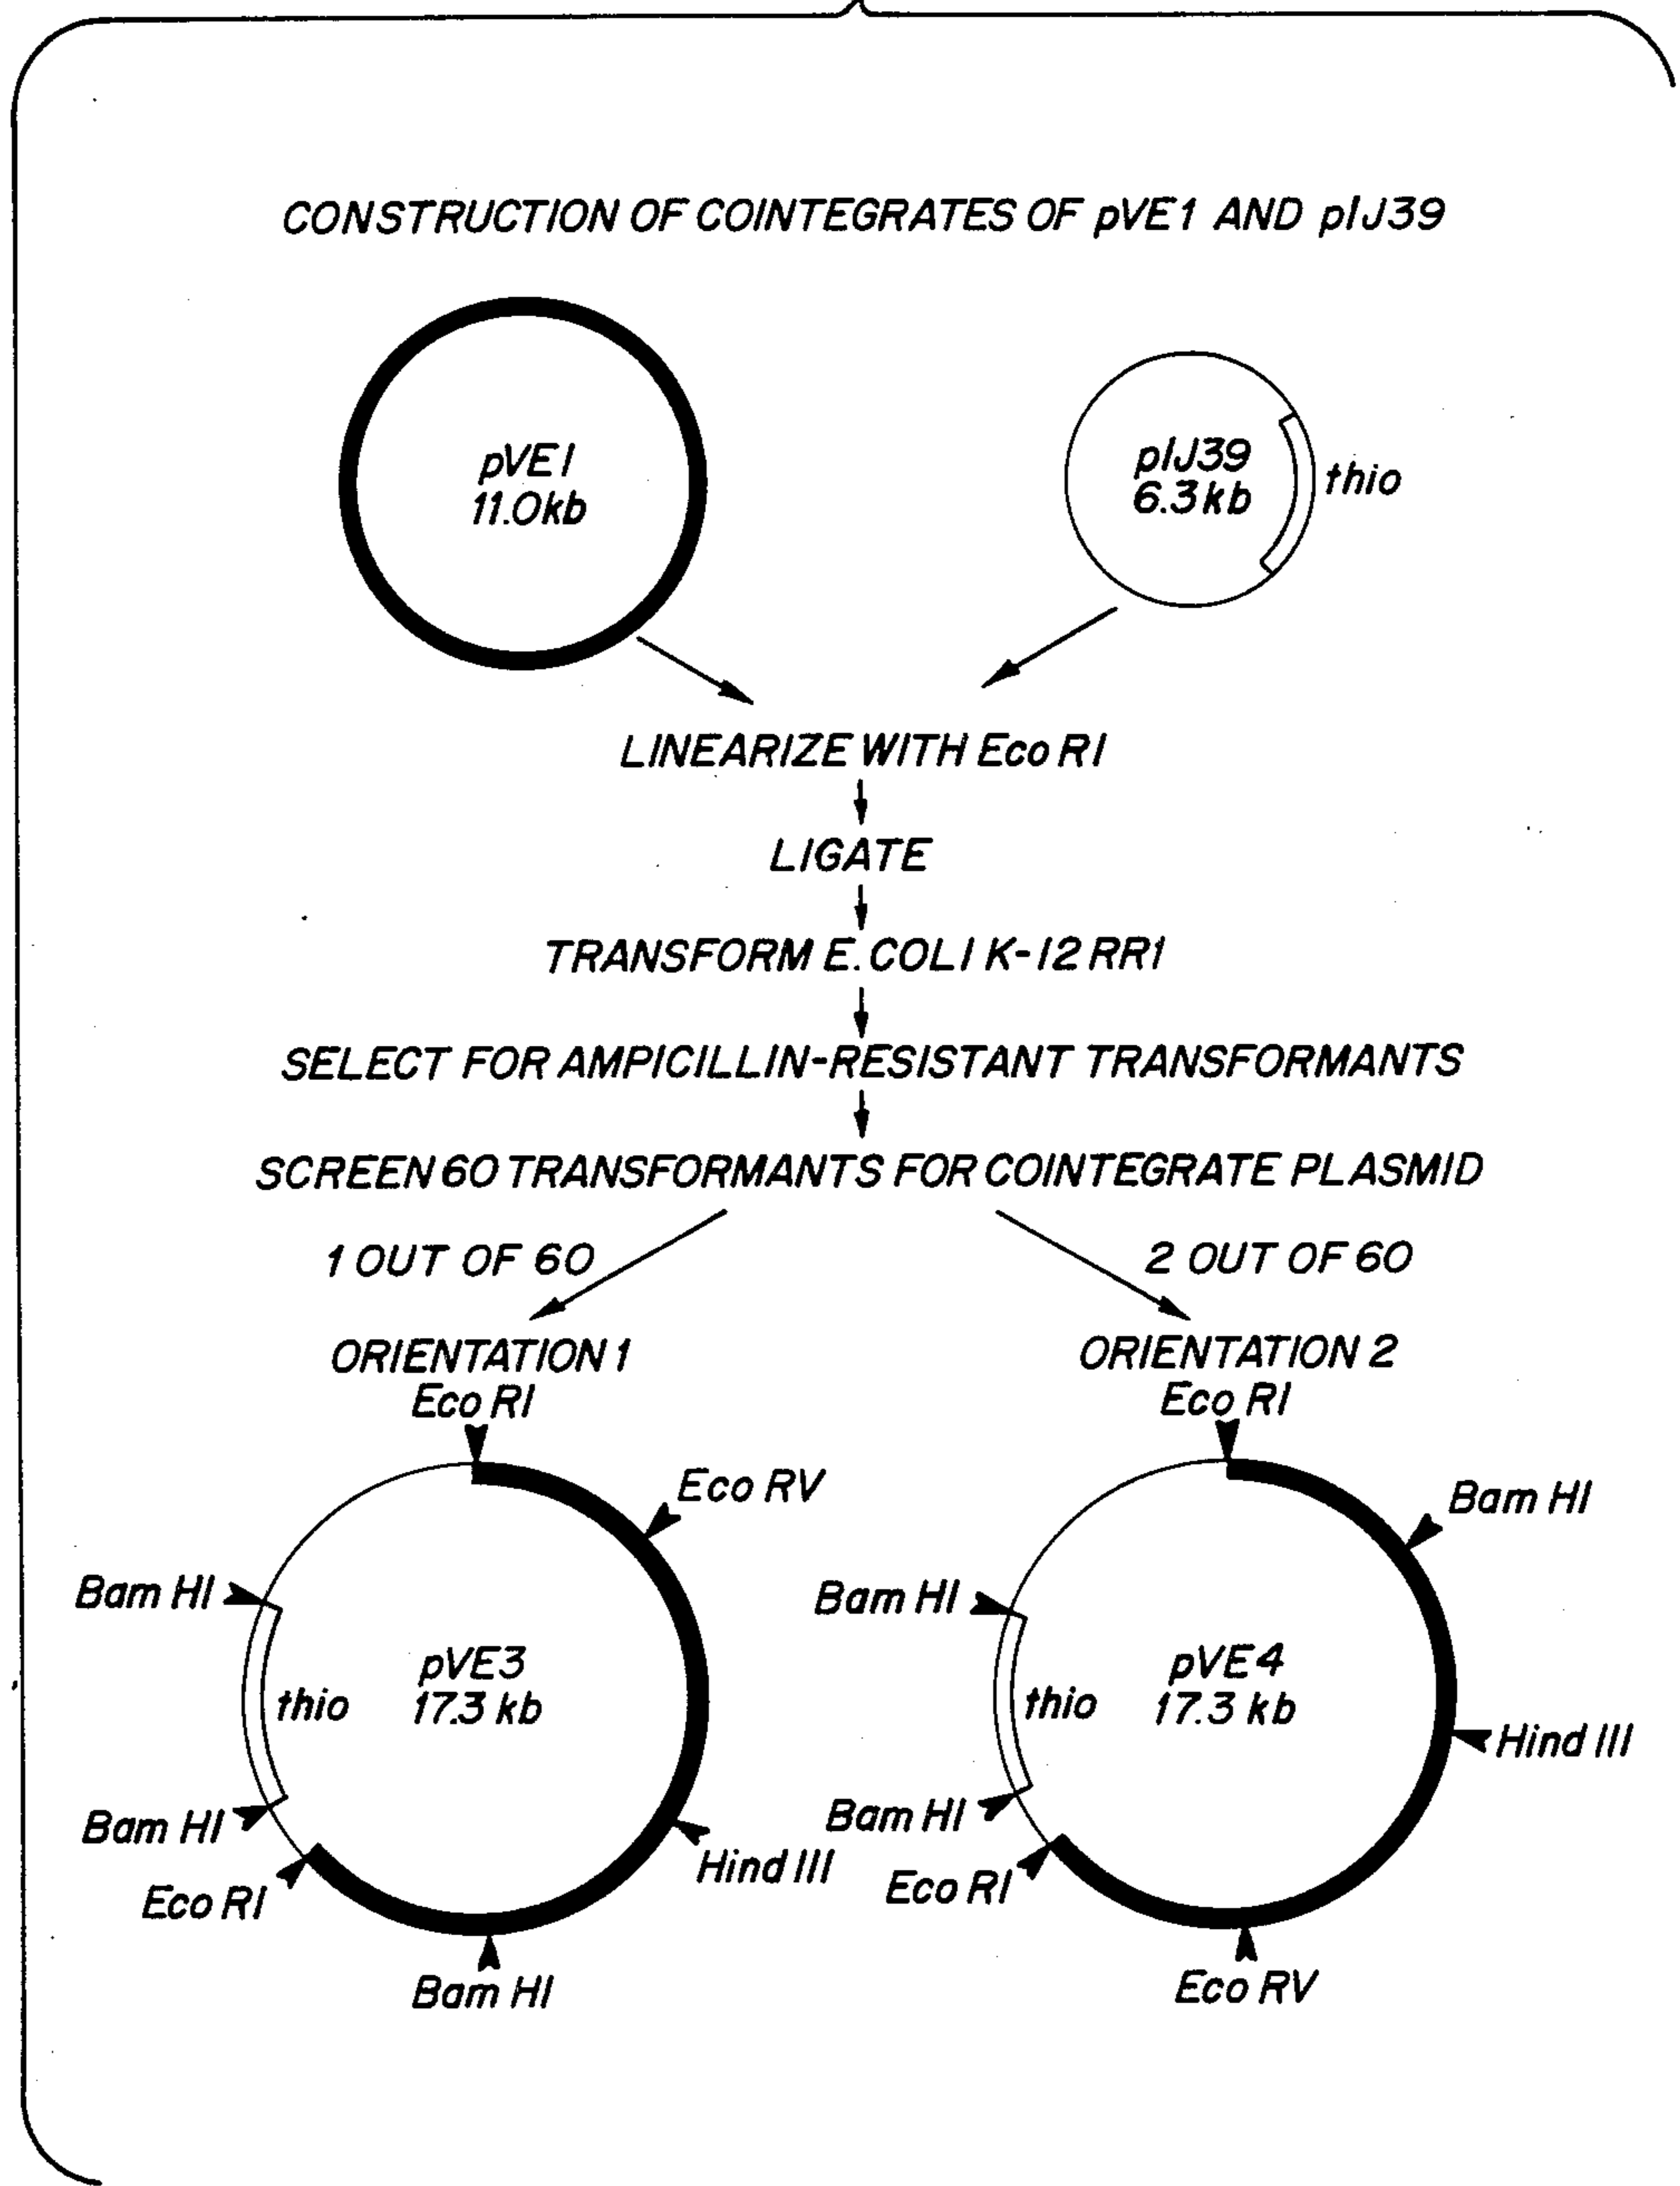 CONSTRUCTION OF COINTEGRATES OF pVE1 AND pIJ39
pVE1
11.0kb
pIJ39
6.3kb
thio
LINEARIZE WITH Eco RI
LIGATE
TRANSFORM E. COLI K-12 RR1
SELECT FOR AMPICILLIN-RESISTANT TRANSFORMANTS
SCREEN 60 TRANSFORMANTS FOR COINTEGRATE PLASMID
1 OUT OF 60
2 OUT OF 60
ORIENTATION 1
Eco RI
Eco RV
Bam HI
pVE3
17.3 kb
thio
Bam HI
Hind III
Eco RI
Bam HI
ORIENTATION 2
Eco RI
Bam HI
Bam HI
pVE4
17.3 kb
thio
Hind III
Bam HI
Eco RI
Eco RV